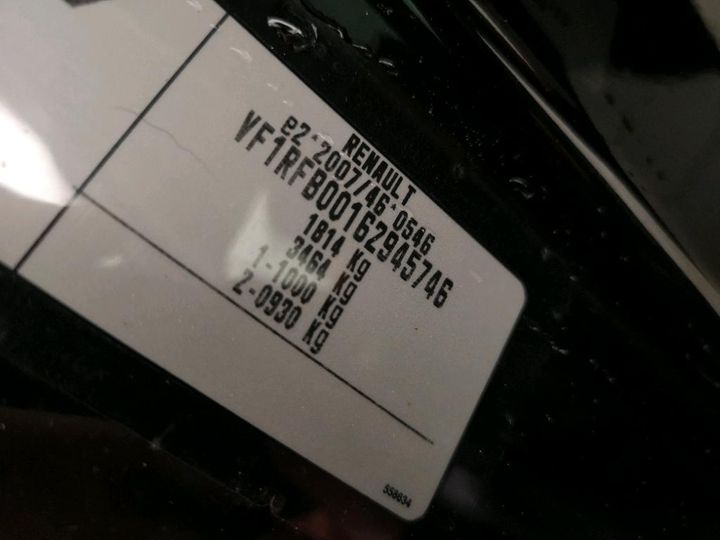 RENAULT
e2*2007/46*0546
VF1RFB00162945746
1814 Kg
3464 Kg
1-1000 Kg
2-0930 Kg
558634